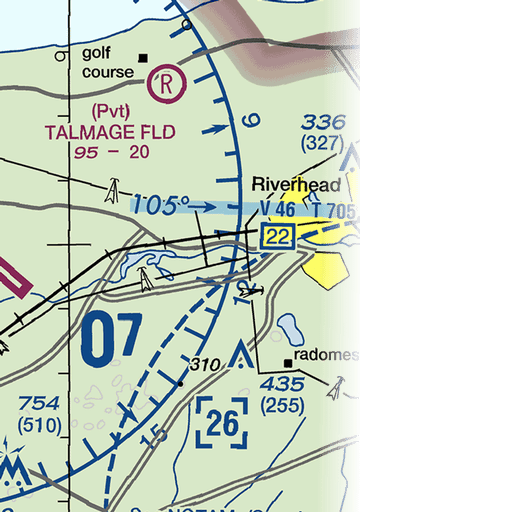 golf
course
R
(Pvt)
TALMAGE FLD
95 - 20
9
336
(327)
Riverhead
105°
V 46
T 705
22
12
07
310
radomes
435
(255)
754
(510)
26
15